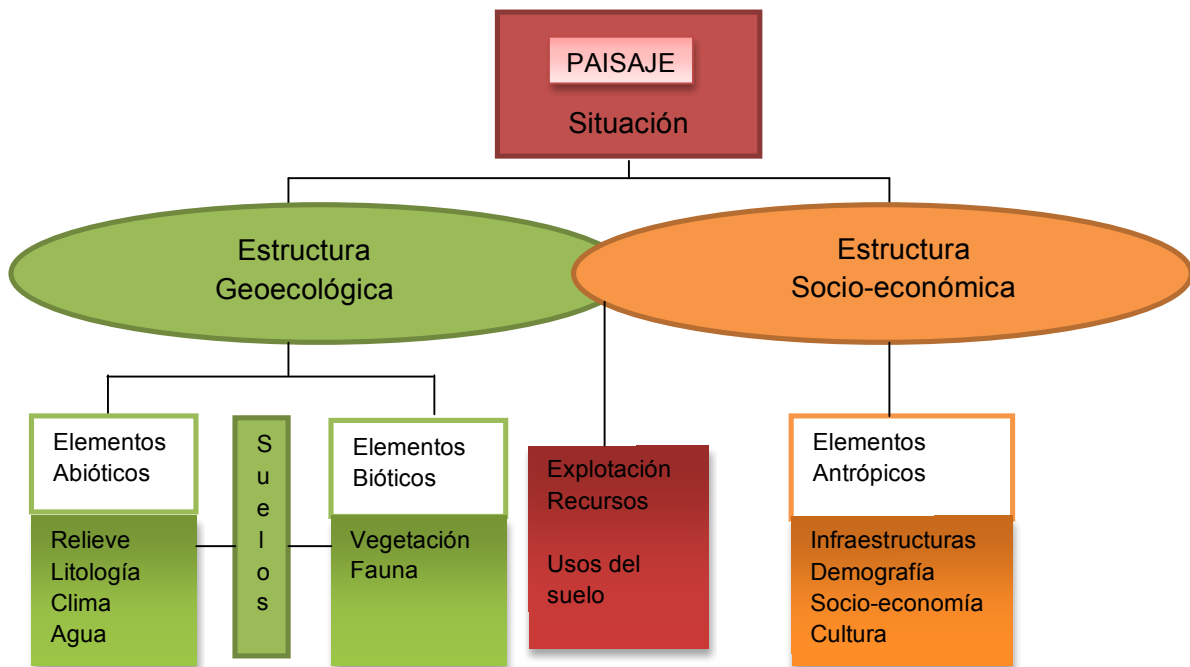 PAISAJE
Situación
Estructura
Geoecológica
Estructura
Socio-económica
Elementos
Abióticos
Relieve
Litología
Clima
Agua
Suelos
Elementos
Bióticos
Vegetación
Fauna
Explotación
Recursos
Usos del
suelo
Elementos
Antrópicos
Infraestructuras
Demografía
Socio-economía
Cultura